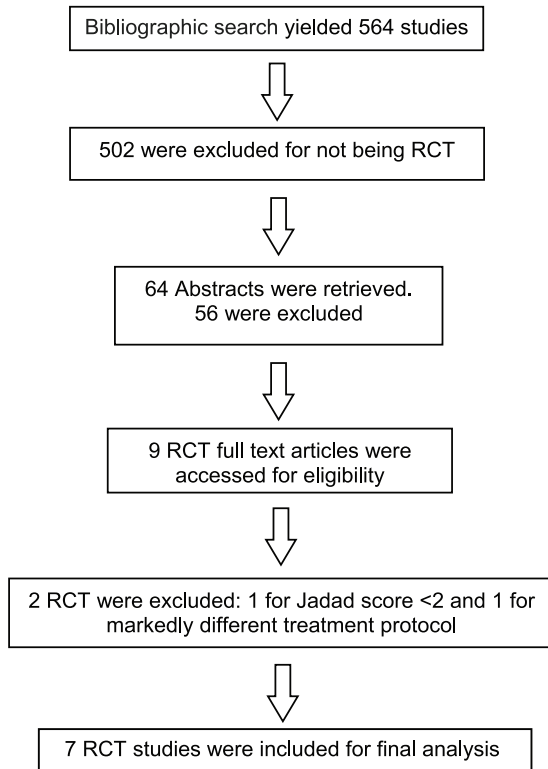 Bibliographic search yielded 564 studies
502 were excluded for not being RCT
64 Abstracts were retrieved.
56 were excluded
9 RCT full text articles were
accessed for eligibility
2 RCT were excluded: 1 for Jadad score <2 and 1 for
markedly different treatment protocol
7 RCT studies were included for final analysis